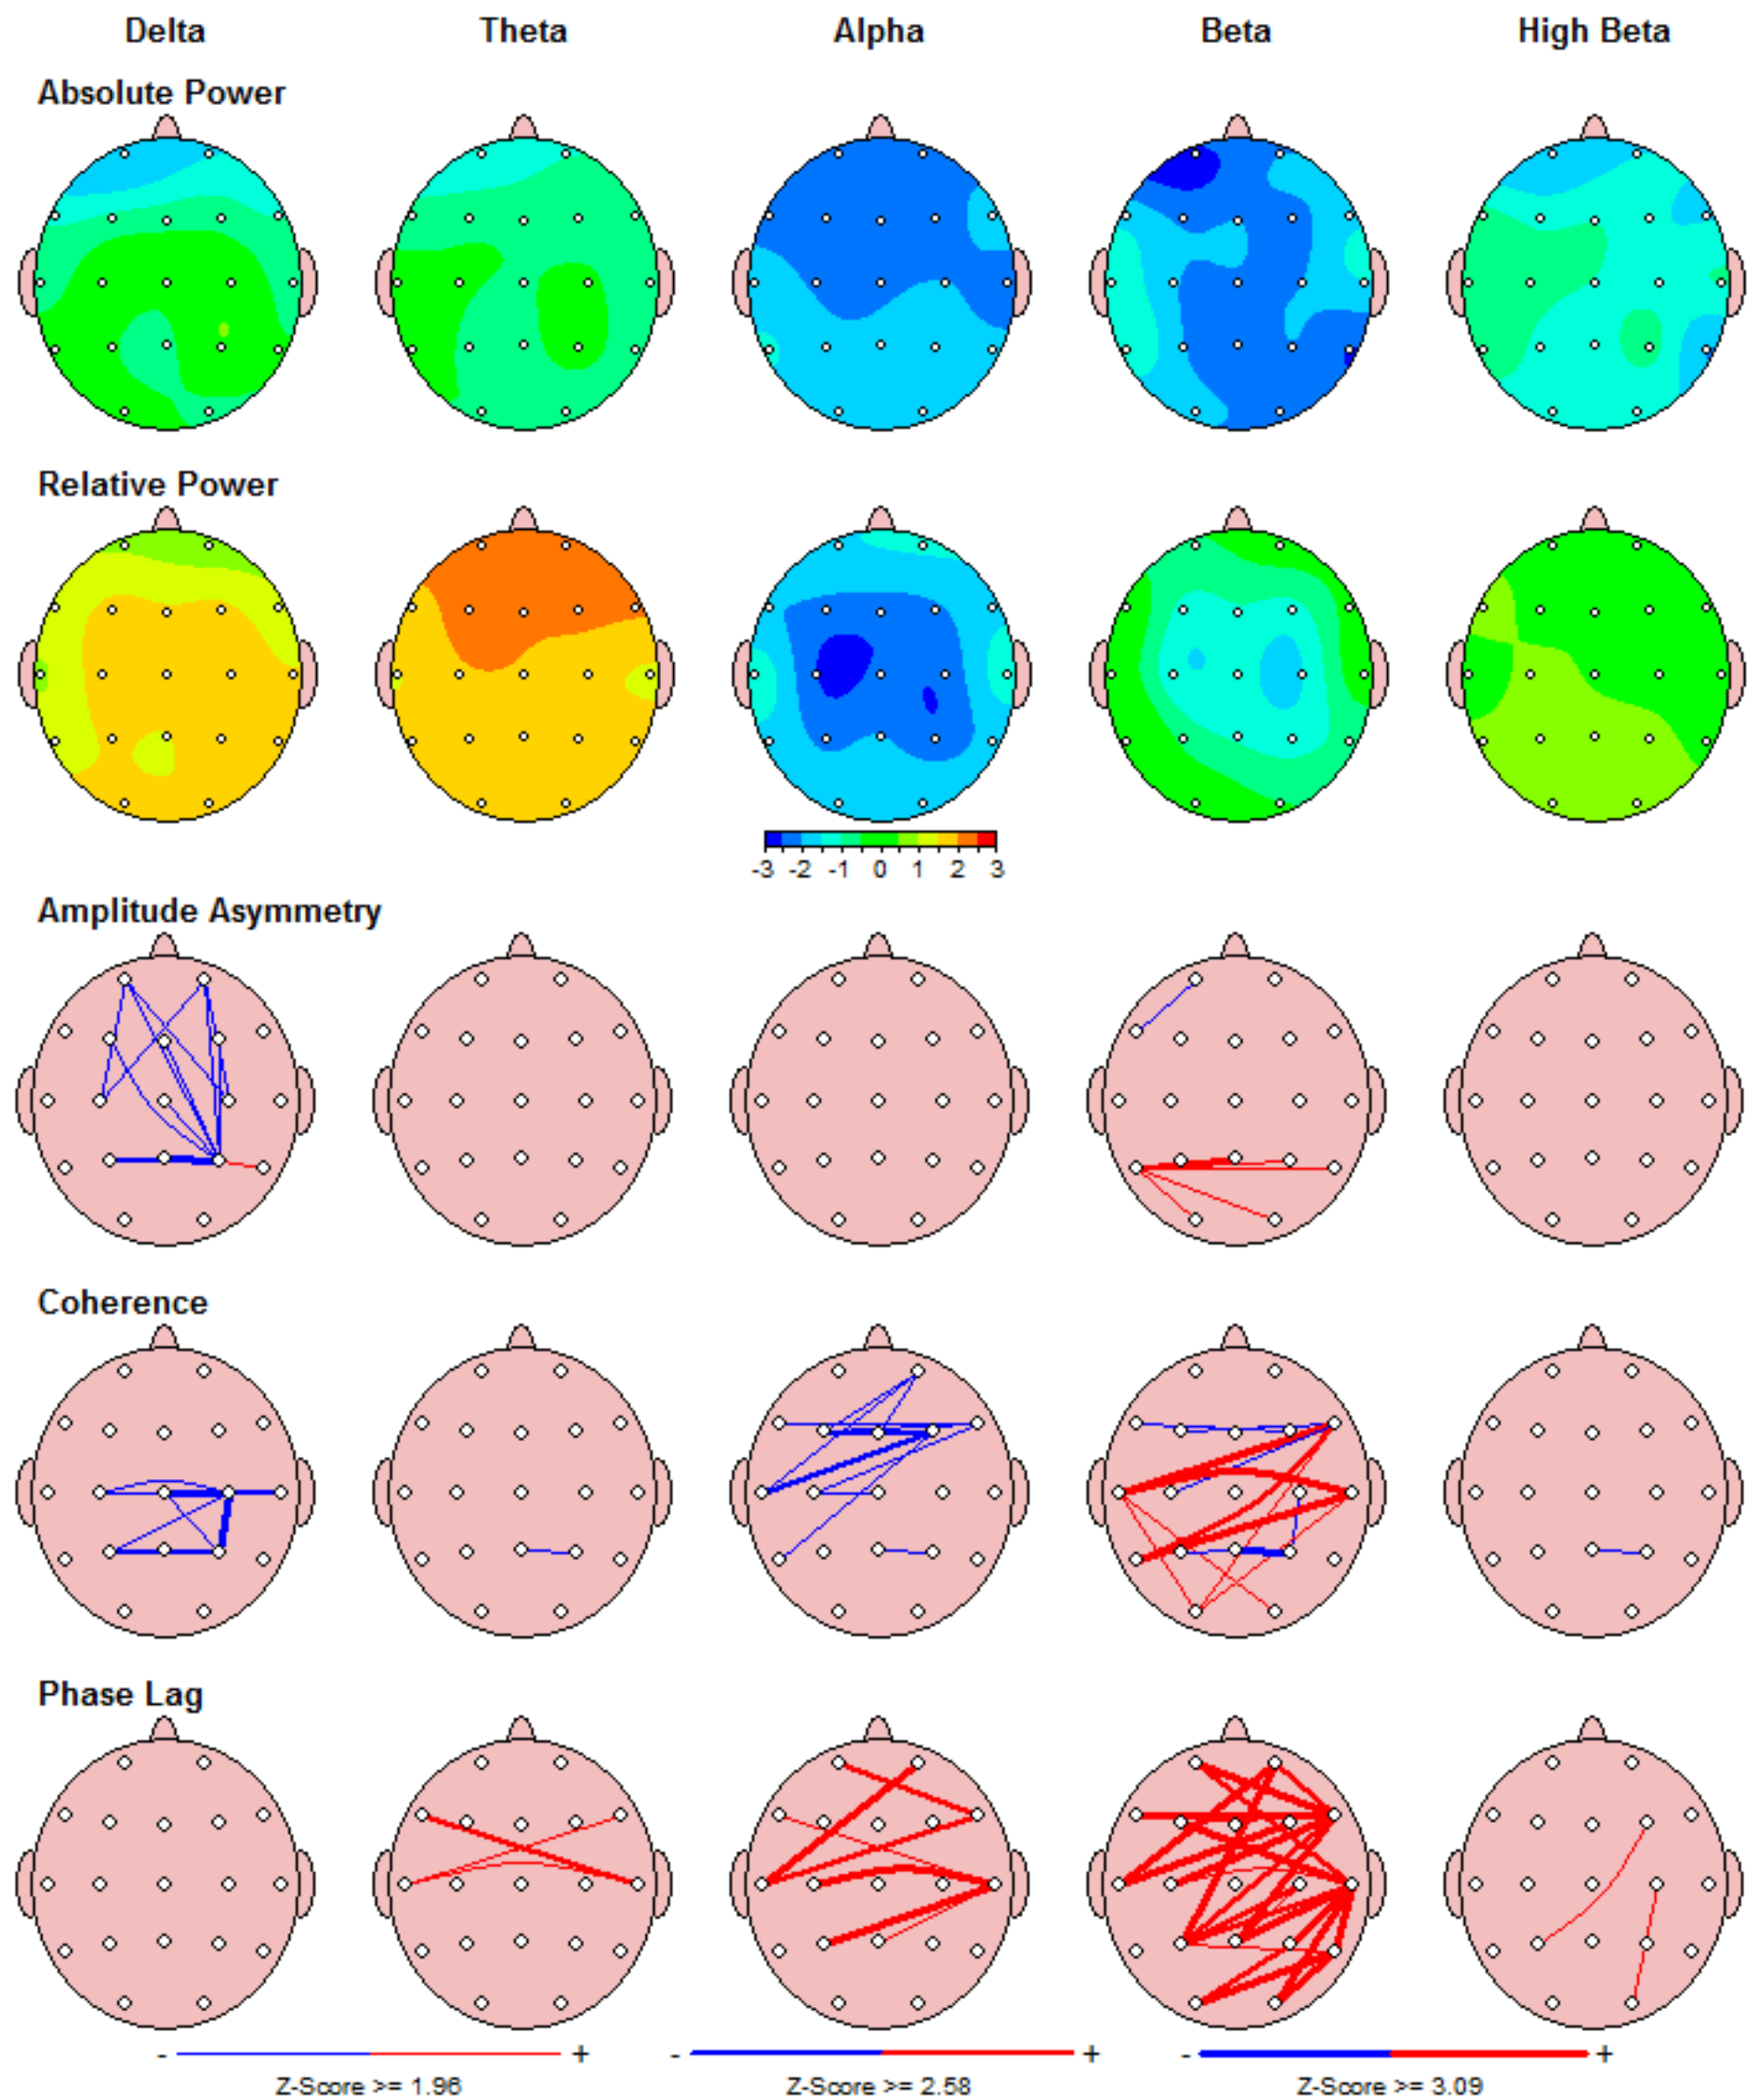 Delta Theta Alpha Beta High Beta
Absolute Power
Relative Power
-3 -2 -1 0 1 2 3
Amplitude Asymmetry
Coherence
Phase Lag
- + - + - +
Z-Score >= 1.96 Z-Score >= 2.58 Z-Score >= 3.09